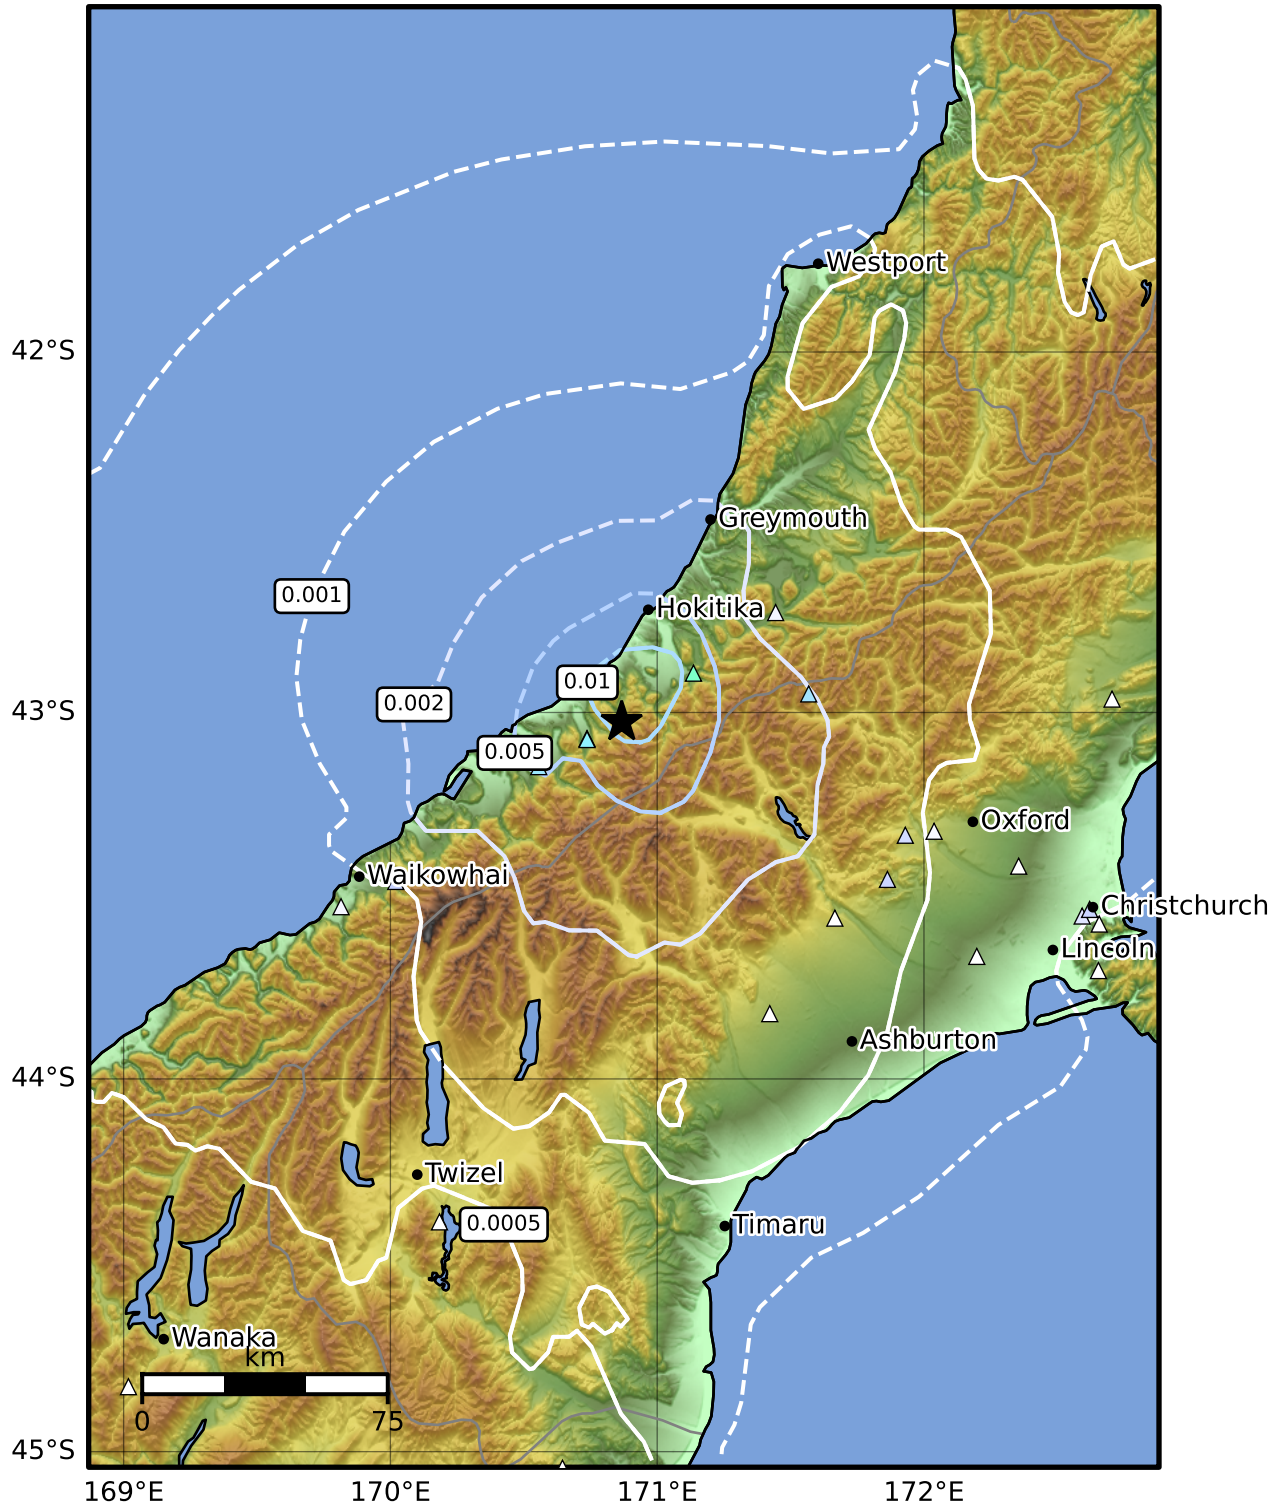 Westport
42°S
Greymouth
0.001
Hokitika
0.01
0.002
43°S
0.005
Oxford
Waikowhai
Christchurch
Lincoln
Ashburton
44°S
Twizel
0.0005
Timaru
Wanaka
km
0 75
45°S
169°E 170°E 171°E 172°E